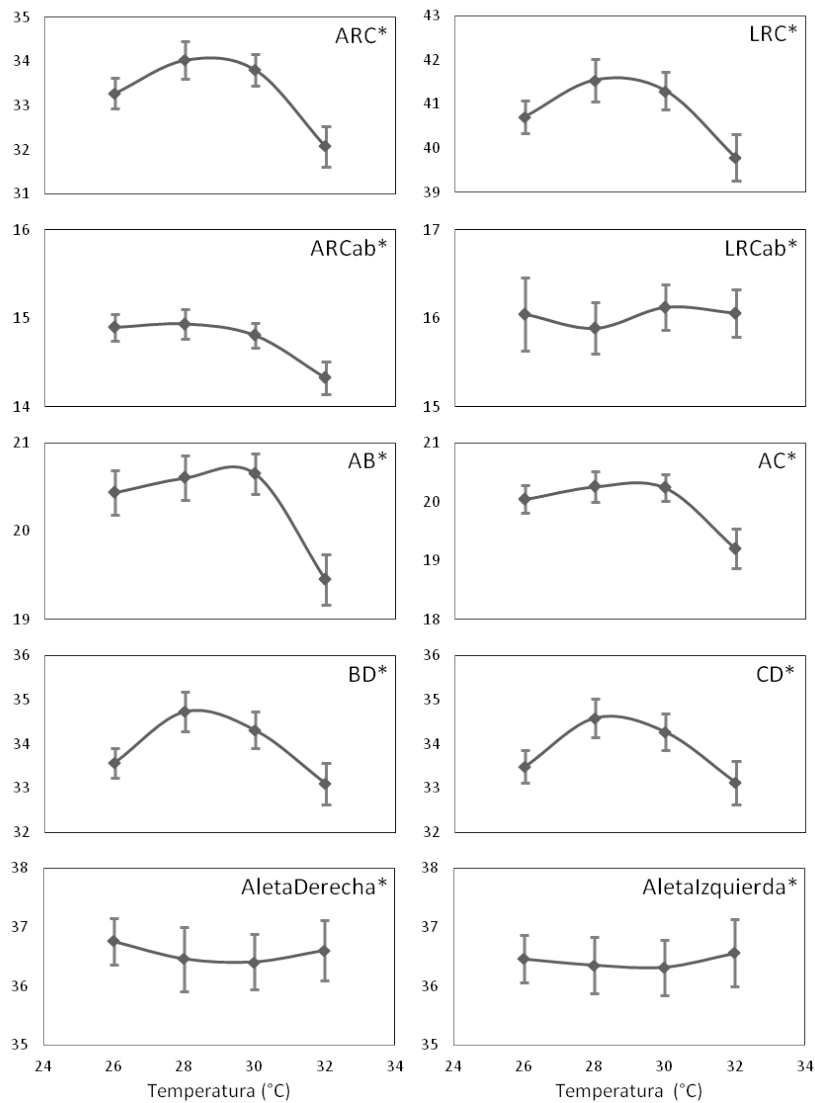 35
34
33
32
31
ARC*
43
42
41
40
39
LRC*
16
15
14
ARCab*
17
16
15
LRCab*
21
20
19
AB*
21
20
19
18
AC*
36
35
34
33
32
BD*
36
35
34
33
32
CD*
38
37
36
35
AletaDerecha*
24 26 28 30 32 34
Temperatura (°C)
38
37
36
35
AletaIzquierda*
24 26 28 30 32 34
Temperatura (°C)